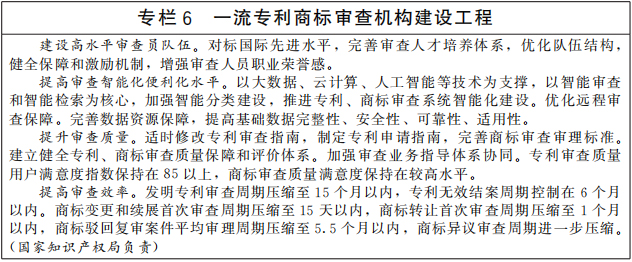 专栏6 一流专利商标审查机构建设工程
建设高水平审查员队伍。对标国际先进水平，完善审查人才培养体系，优化队伍结构，
健全保障和激励机制，增强审查人员职业荣誉感。
提高审查智能化便利化水平。以大数据、云计算、人工智能等技术为支撑，以智能审查
和智能检索为核心，加强智能分类建设，推进专利、商标审查系统智能化建设。优化远程审
查保障。完善数据资源保障，提高基础数据完整性、安全性、可靠性、适用性。
提升审查质量。适时修改专利审查指南，制定专利申请指南，完善商标审查审理标准。
建立健全专利、商标审查质量保障和评价体系。加强审查业务指导体系协同。专利审查质量
用户满意度指数保持在85以上，商标审查质量满意度保持在较高水平。
提高审查效率。发明专利审查周期压缩至15个月以内，专利无效结案周期控制在6个月
以内。商标变更和续展首次审查周期压缩至15天以内，商标转让首次审查周期压缩至1个月
以内，商标驳回复审案件平均审理周期压缩至5.5个月以内，商标异议审查周期进一步压缩。
（国家知识产权局负责）